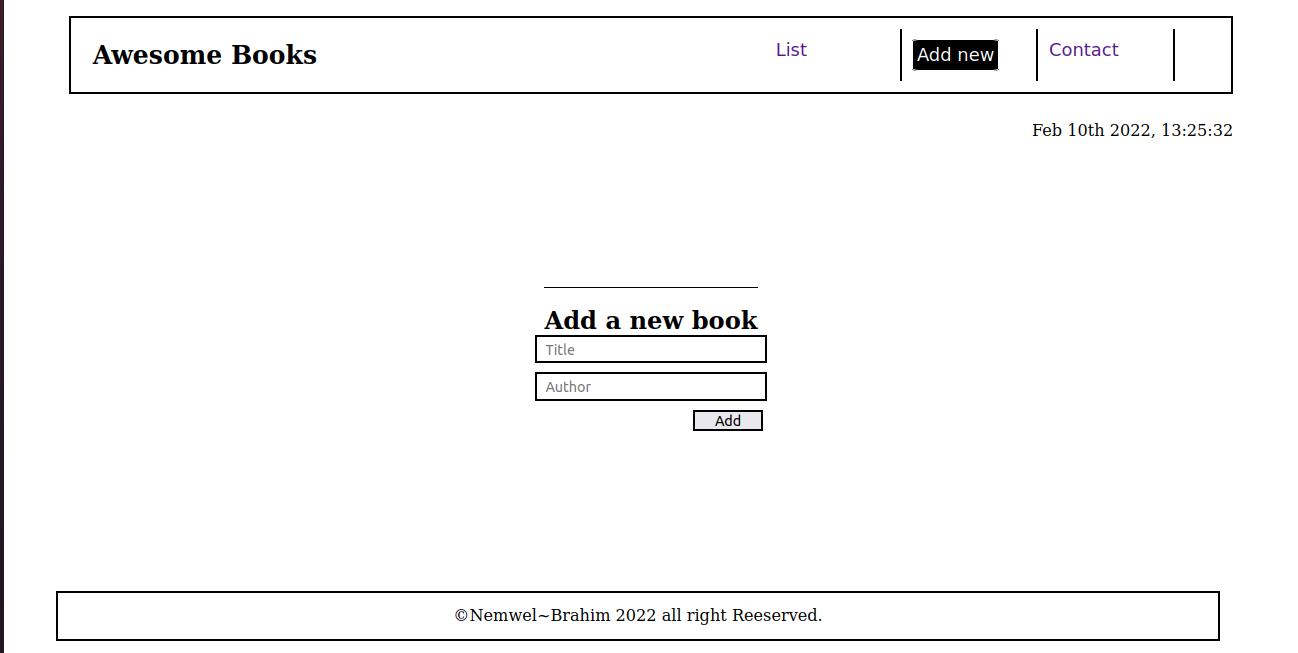 Awesome Books List Add new Contact
Feb 10th 2022, 13:25:32
Add a new book
Title
Author
Add
©Nemwel~Brahim 2022 all right Reeserved.